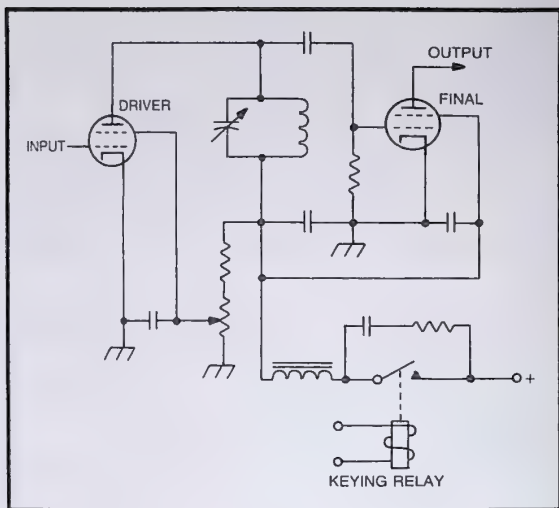 OUTPUT
DRIVER
FINAL
INPUT
+
KEYING RELAY